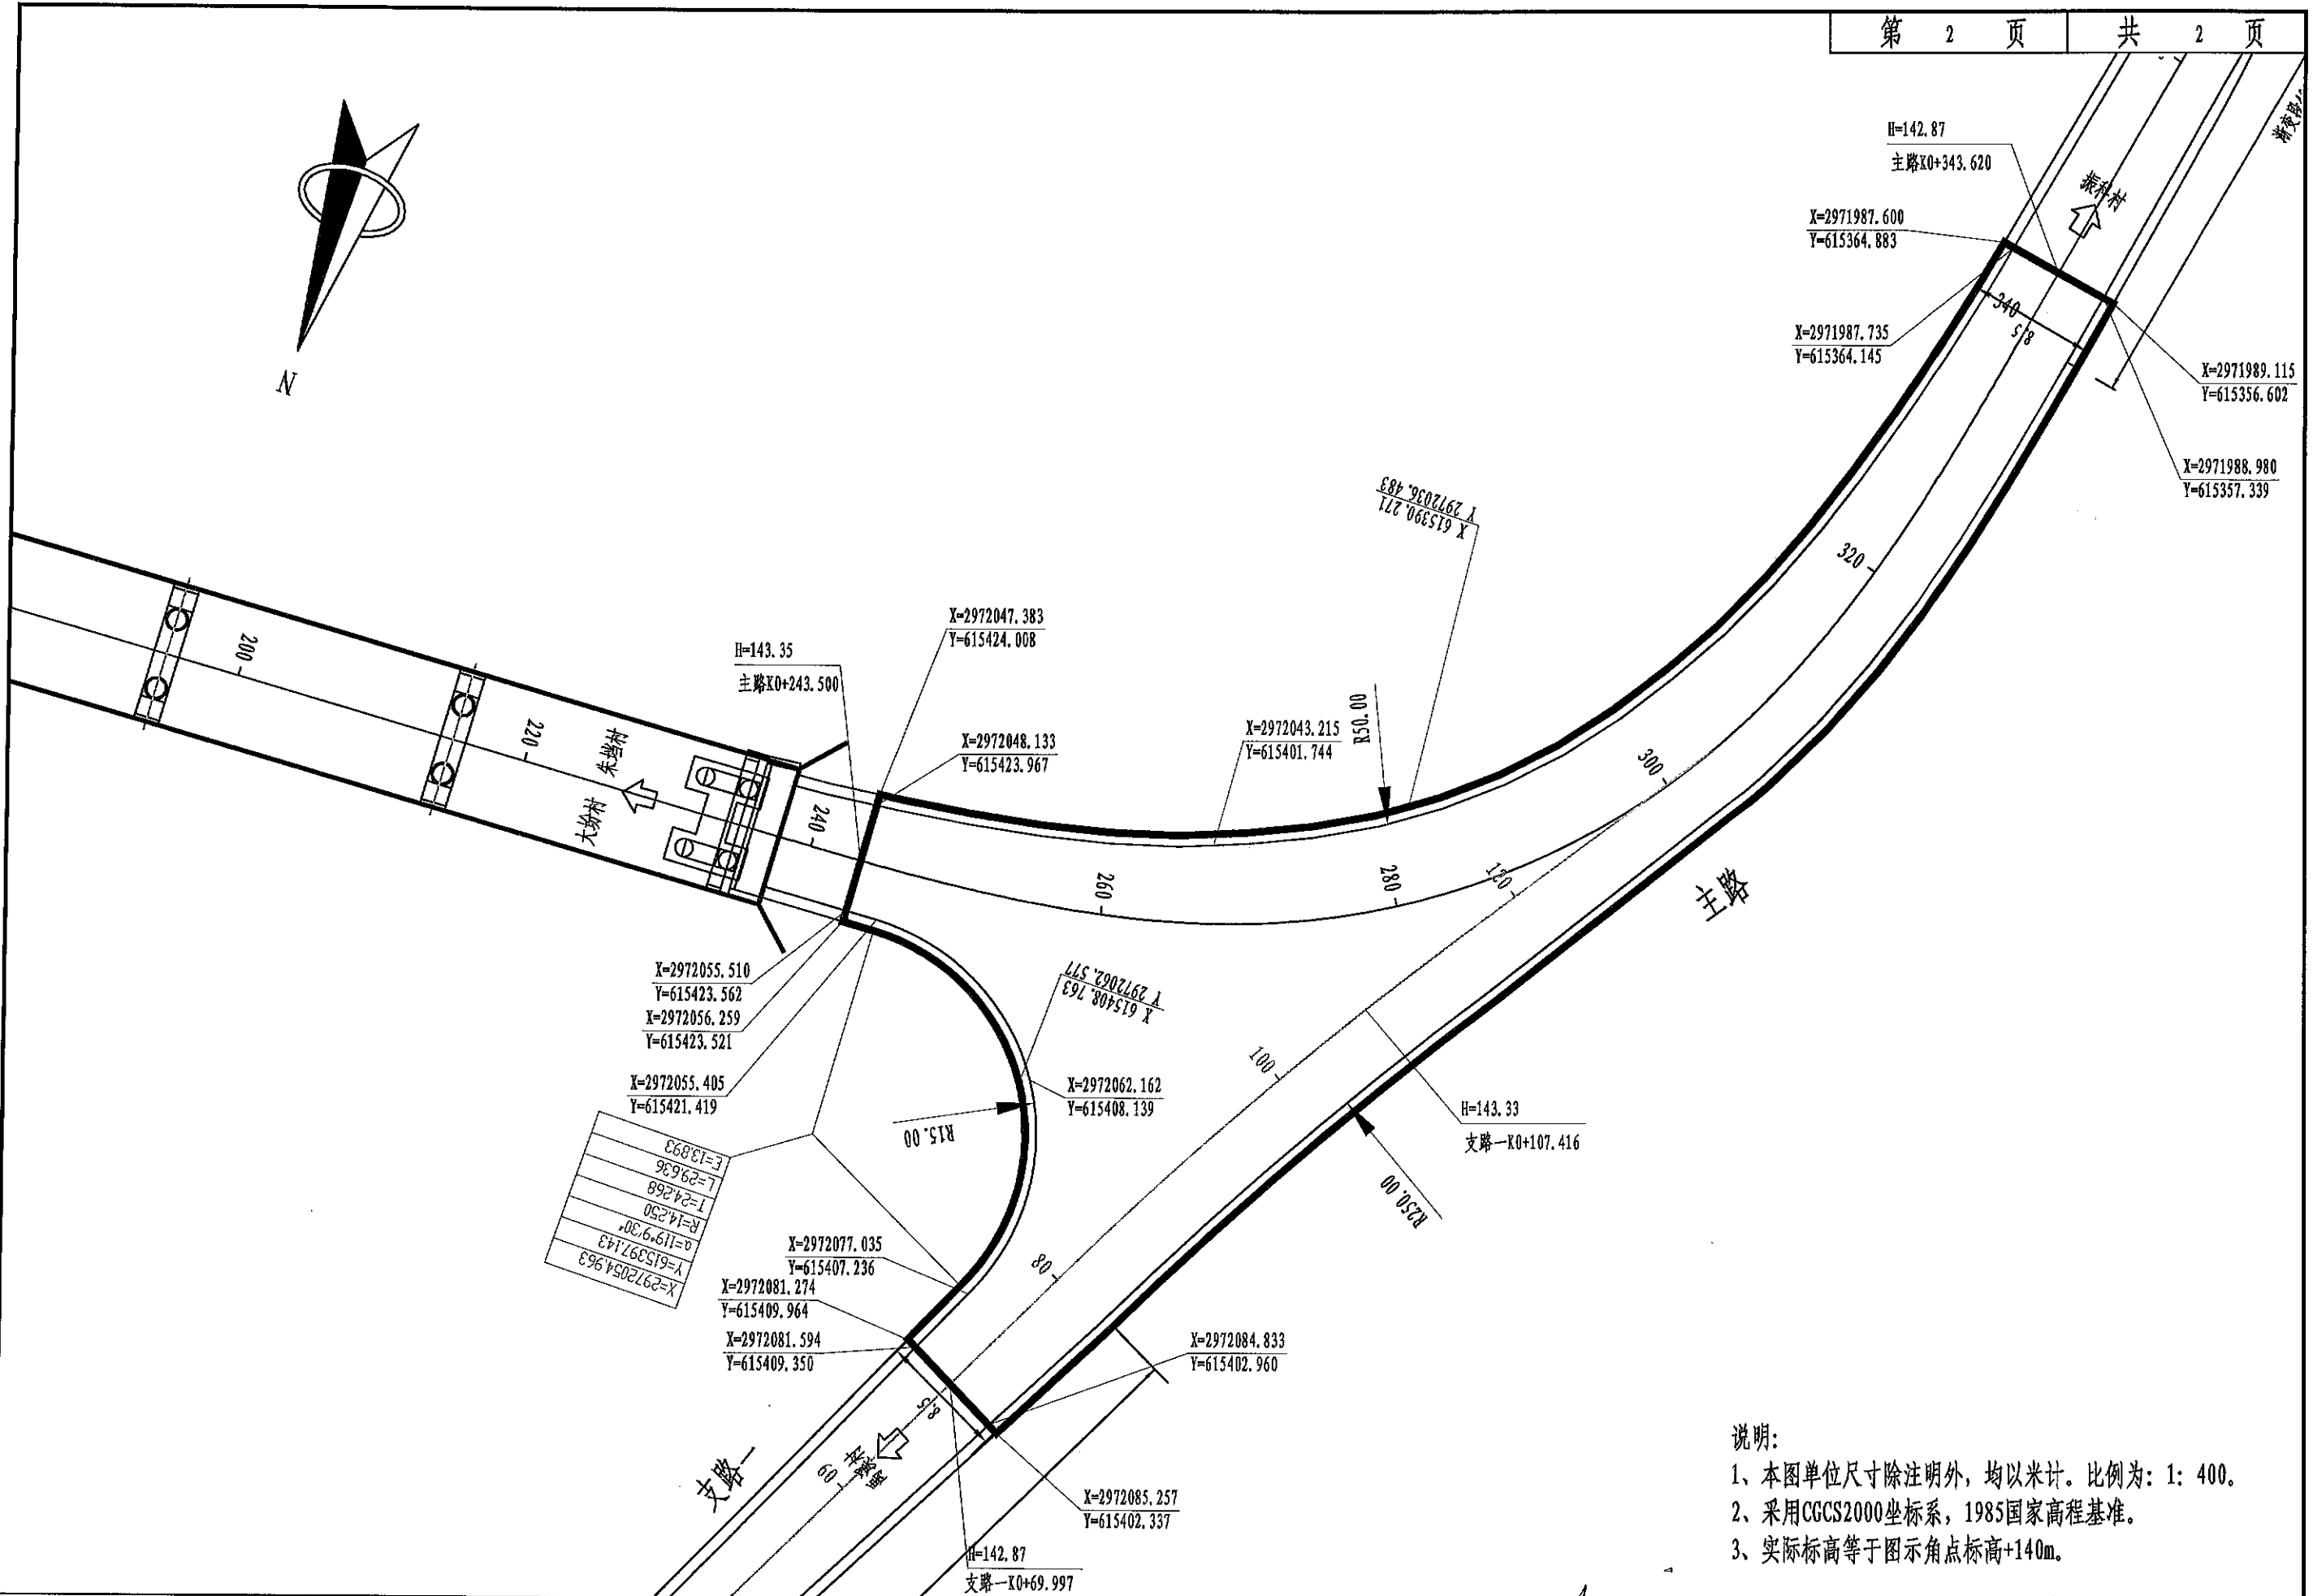 第 2 页 共 2 页
N
H=142.87
主路K0+343.620
振科村
X=2971987.600
Y=615364.883
X=2971987.735
Y=615364.145
340
8.5
X=2971989.115
Y=615356.602
X=2971988.980
Y=615357.339
X 615390.271
Y 2972036.483
320
X=2972047.383
Y=615424.008
H=143.35
主路K0+243.500
200
220
240
朱垱村
X=2972048.133
Y=615423.967
X=2972043.215
Y=615401.744
R50.00
300
260
280
120
主路
X=2972055.510
Y=615423.562
X=2972056.259
Y=615423.521
X=2972055.405
Y=615421.419
X 615408.763
Y 2972062.577
X=2972062.162
Y=615408.139
R15.00
100
H=143.33
支路一K0+107.416
R250.00
X=2972054.963
Y=615397.143
α=119°9'30"
R=14.250
T=24.268
L=29.636
E=13.893
X=2972077.035
Y=615407.236
X=2972081.274
Y=615409.964
X=2972081.594
Y=615409.350
80
X=2972084.833
Y=615402.960
8.5
60
支路一
X=2972085.257
Y=615402.337
H=142.87
支路一K0+69.997
说明:
1、本图单位尺寸除注明外，均以米计。比例为：1：400。
2、采用CGCS2000坐标系，1985国家高程基准。
3、实际标高等于图示角点标高+140m。